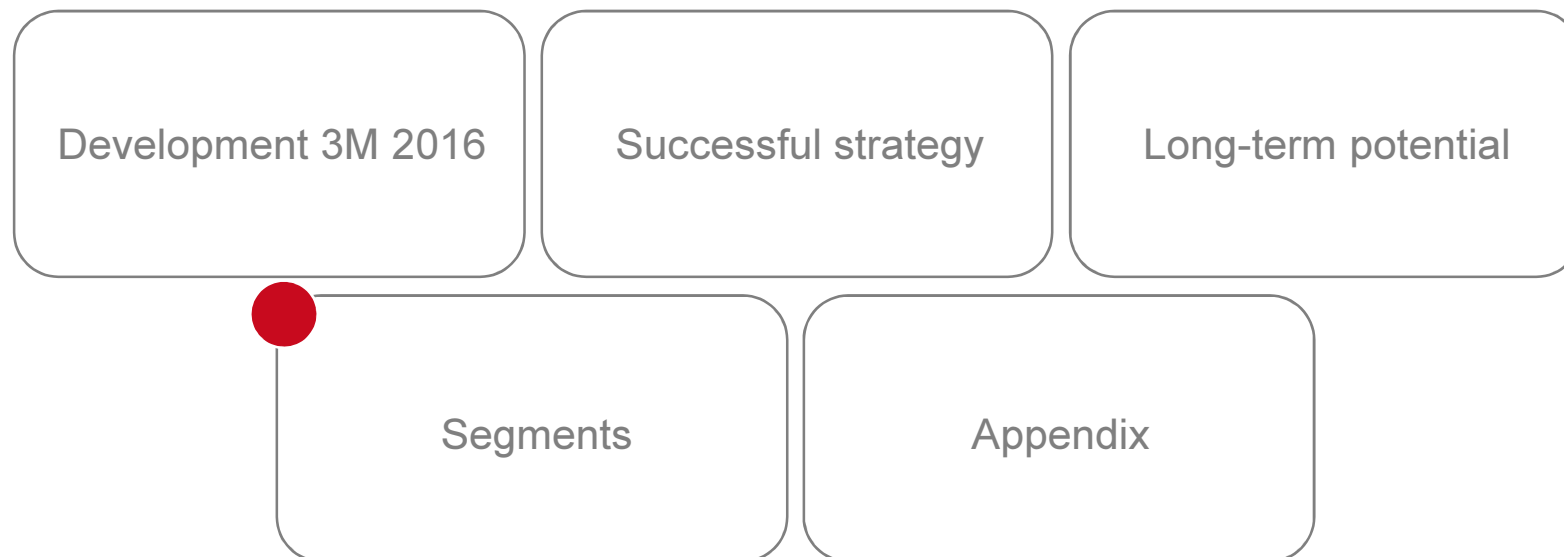 Development 3M 2016
Successful strategy
Long-term potential
Segments
Appendix